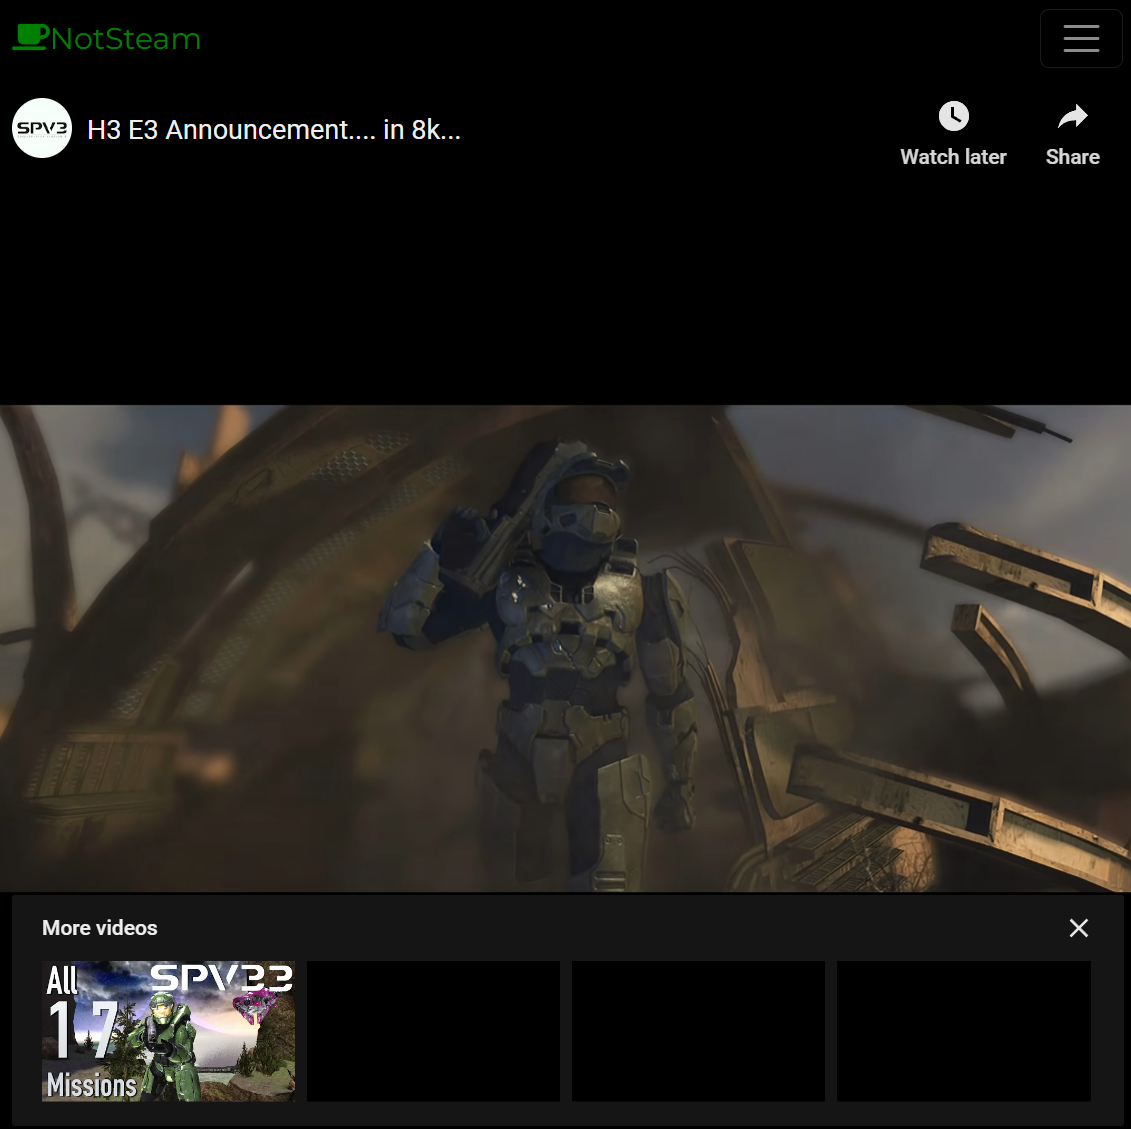 NotSteam
SPV3
H3 E3 Announcement.... in 8k...
Watch later
Share
More videos
All
SPV33
17
Missions